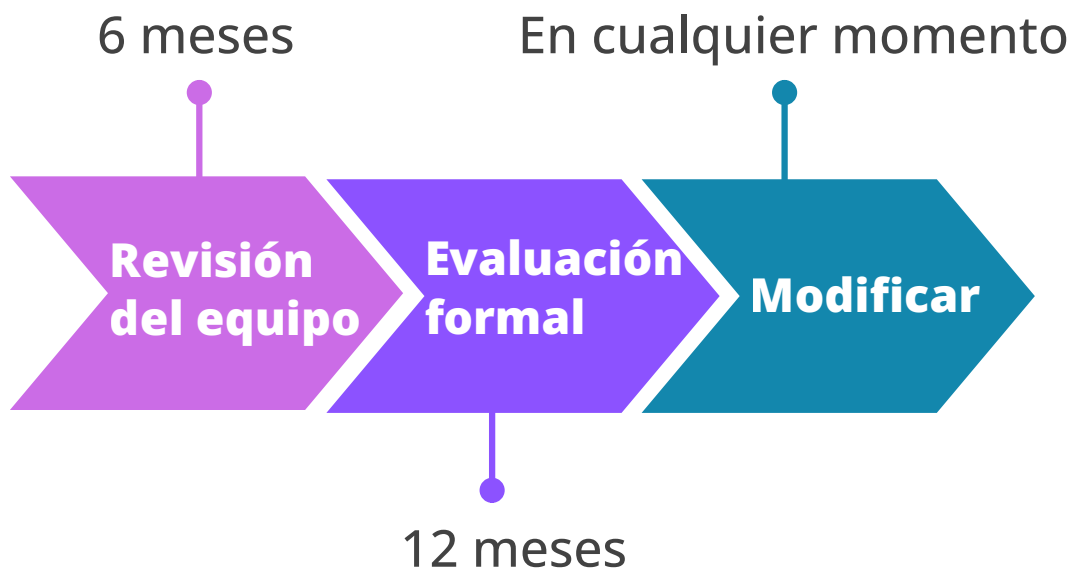 6 meses
En cualquier momento
Revisión
del equipo
Evaluación
formal
Modificar
12 meses